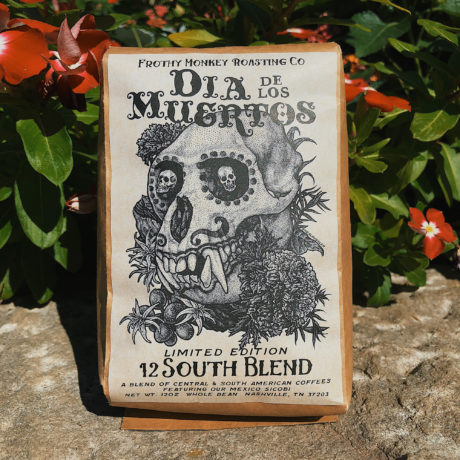 Frothy Monkey Roasting Co
Dia de los
Muertos
Limited Edition
12 South Blend
A Blend of Central & South American Coffees
Featuring our Mexico Sicobi
Net Wt. 12oz Whole Bean Nashville, TN 37203